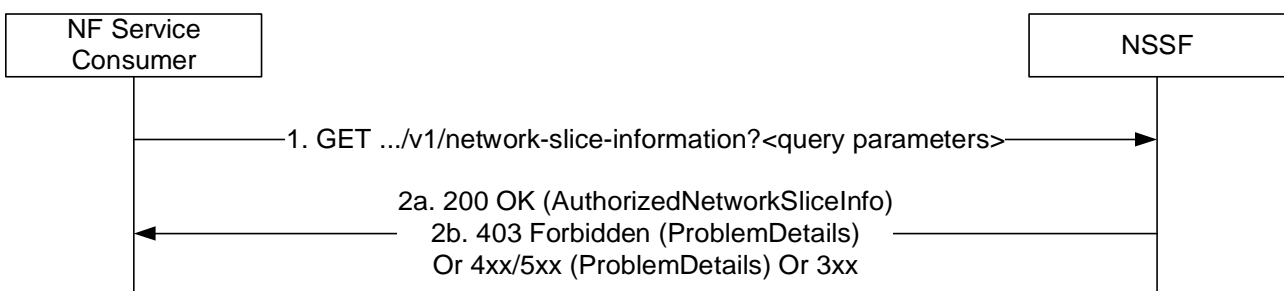 NF Service
Consumer
NSSF
1. GET .../v1/network-slice-information?<query parameters>
2a. 200 OK (AuthorizedNetworkSliceInfo)
2b. 403 Forbidden (ProblemDetails)
Or 4xx/5xx (ProblemDetails) Or 3xx